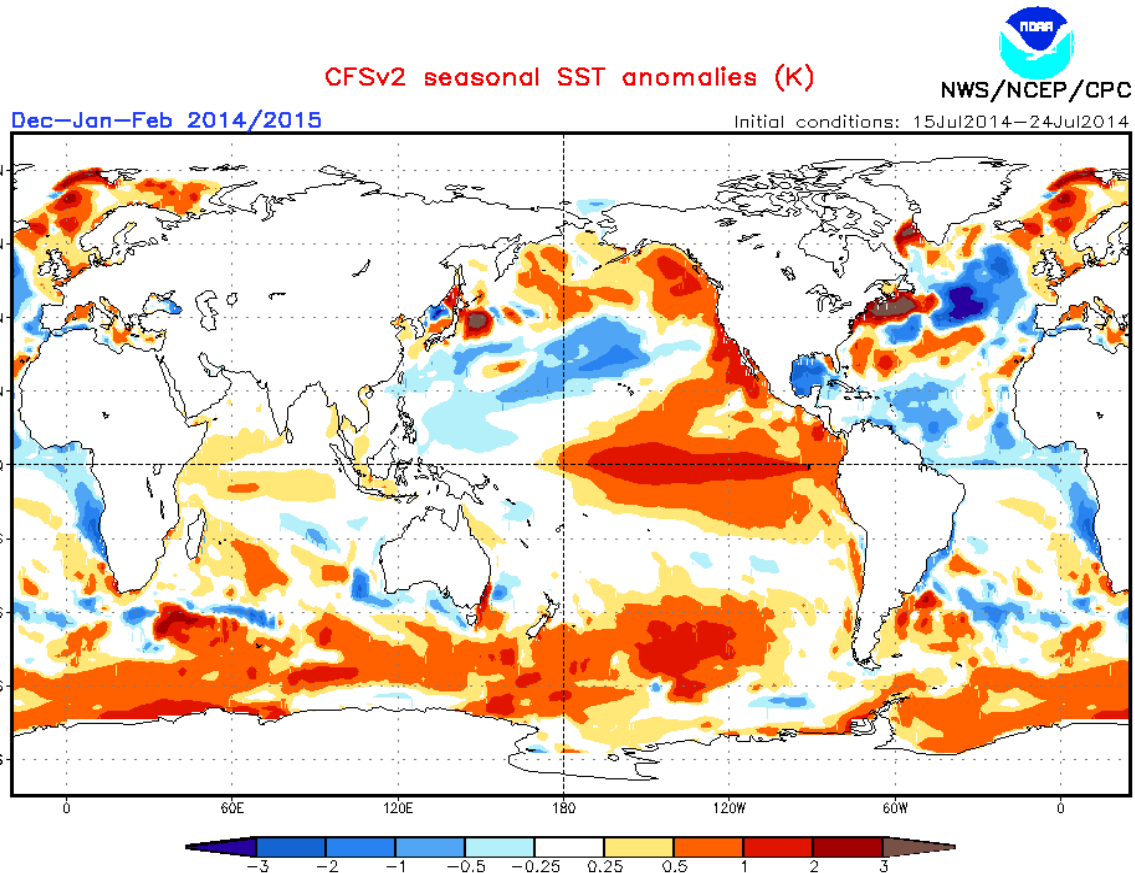 NOAA
CFSv2 seasonal SST anomalies (K)
NWS/NCEP/CPC
Dec-Jan-Feb 2014/2015
Initial conditions: 15Jul2014-24Jul2014
N
N
N
N
S
S
S
S
0 60E 120E 180 120W 60W 0
-3 -2 -1 -0.5 -0.25 0.25 0.5 1 2 3